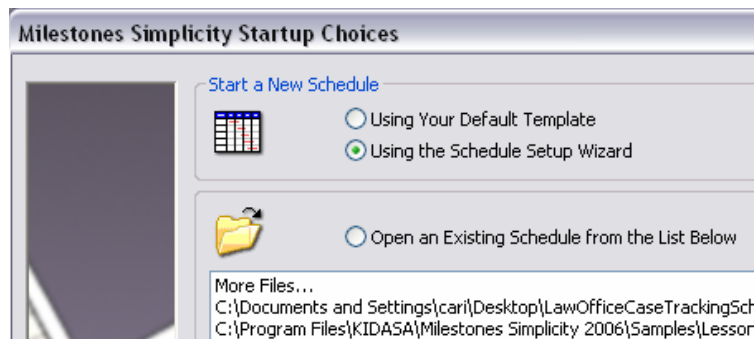 Milestones Simplicity Startup Choices
Start a New Schedule
Using Your Default Template
Using the Schedule Setup Wizard
Open an Existing Schedule from the List Below
More Files...
C:\Documents and Settings\cari\Desktop\LawOfficeCaseTrackingSch
C:\Program Files\KIDASA\Milestones Simplicity 2006\Samples\Lesson